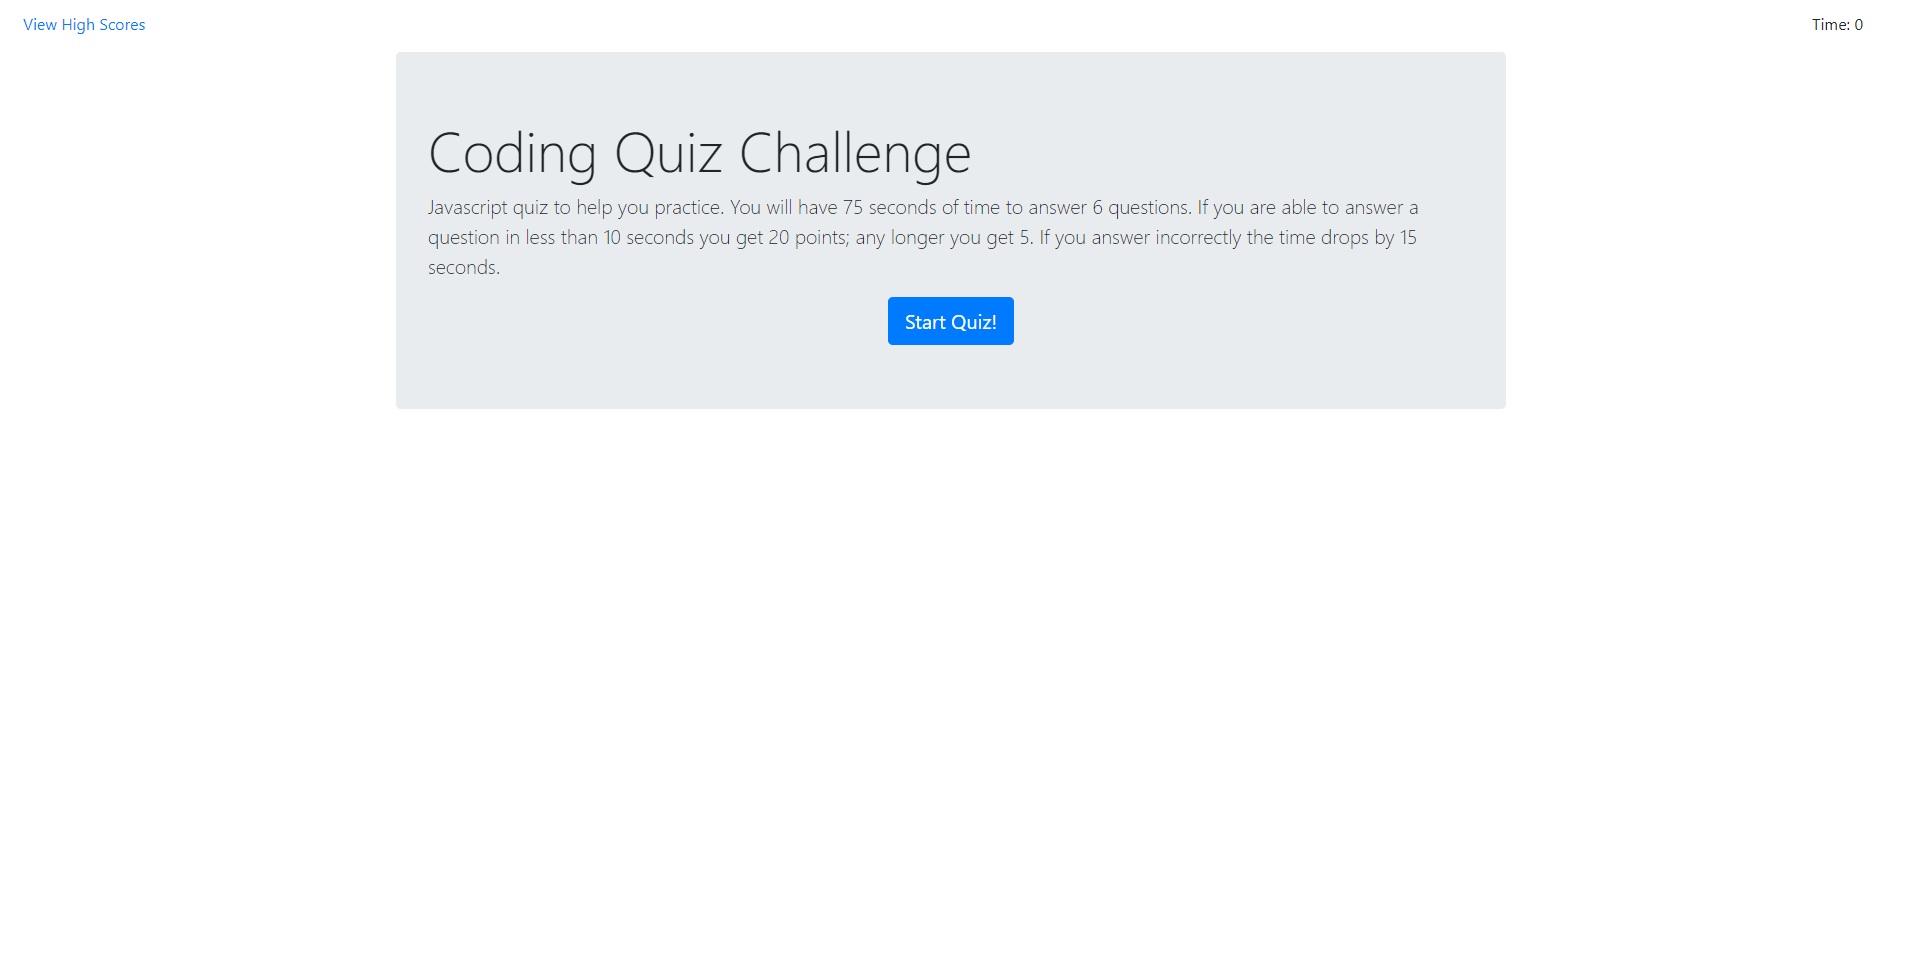 View High Scores
Time: 0
Coding Quiz Challenge
Javascript quiz to help you practice. You will have 75 seconds of time to answer 6 questions. If you are able to answer a
question in less than 10 seconds you get 20 points; any longer you get 5. If you answer incorrectly the time drops by 15
seconds.
Start Quiz!